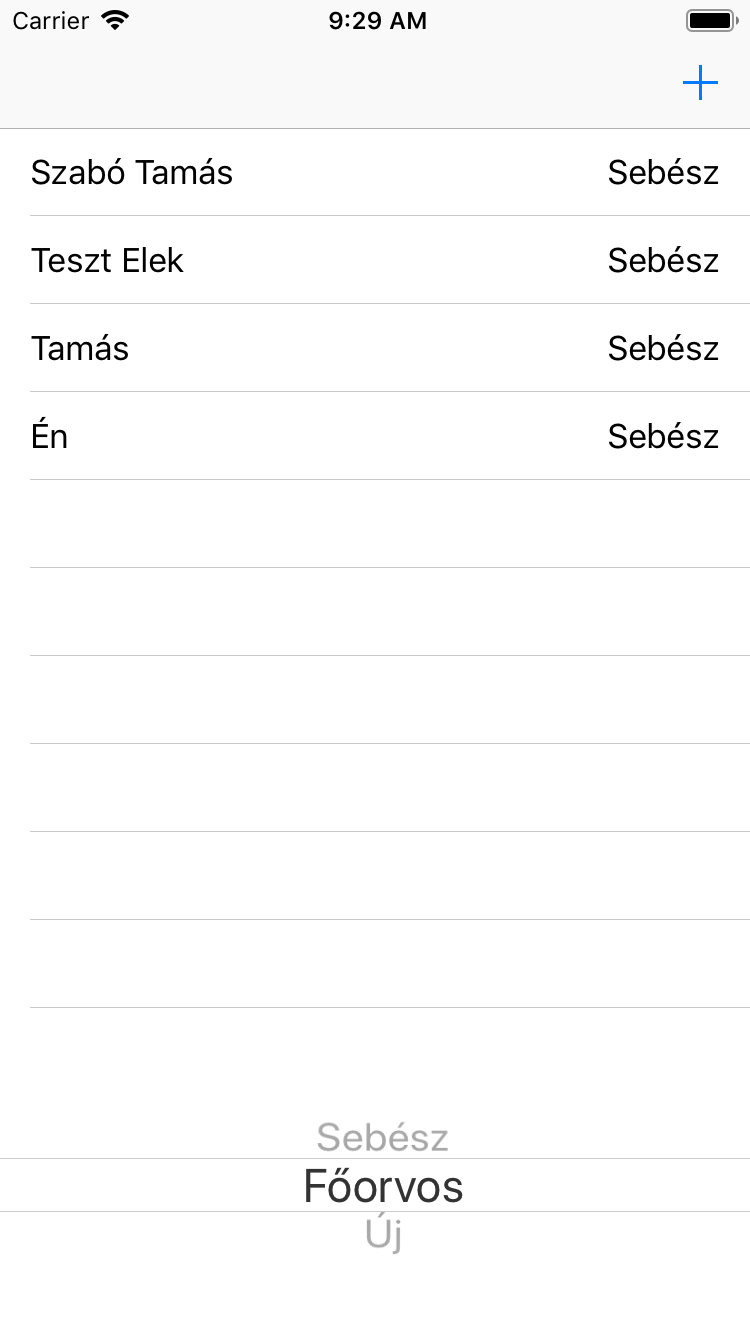 Carrier 9:29 AM
Szabó Tamás Sebész
Teszt Elek Sebész
Tamás Sebész
Én Sebész
Sebész
Főorvos
Új